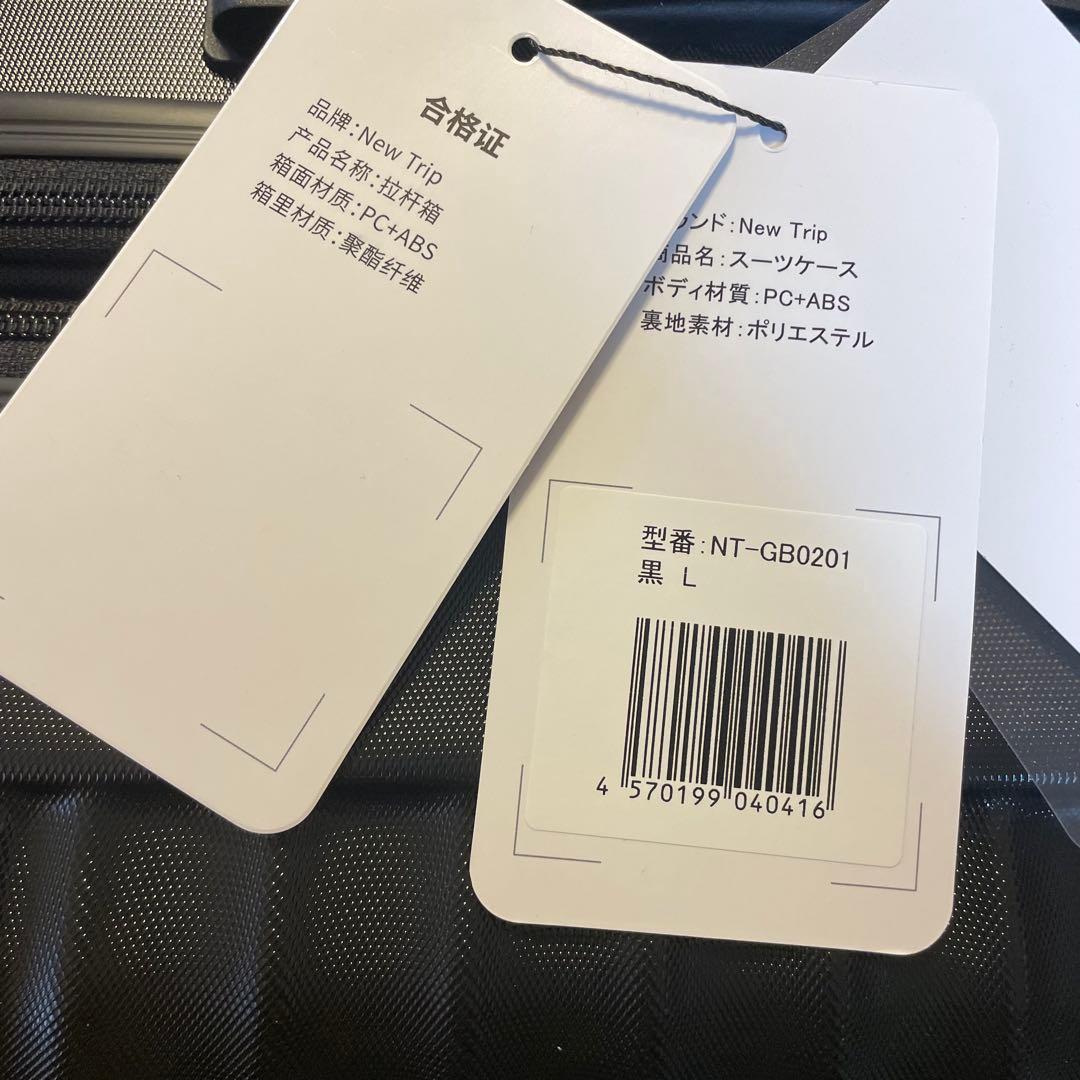 合格证
品牌:New Trip
产品名称:拉杆箱
箱面材质:PC+ABS
箱里材质:聚酯纤维
ンド:New Trip
商品名:スーツケース
ボディ材質:PC+ABS
裏地素材:ポリエステル
型番:NT-GB0201
黒 L
4 570199 040416